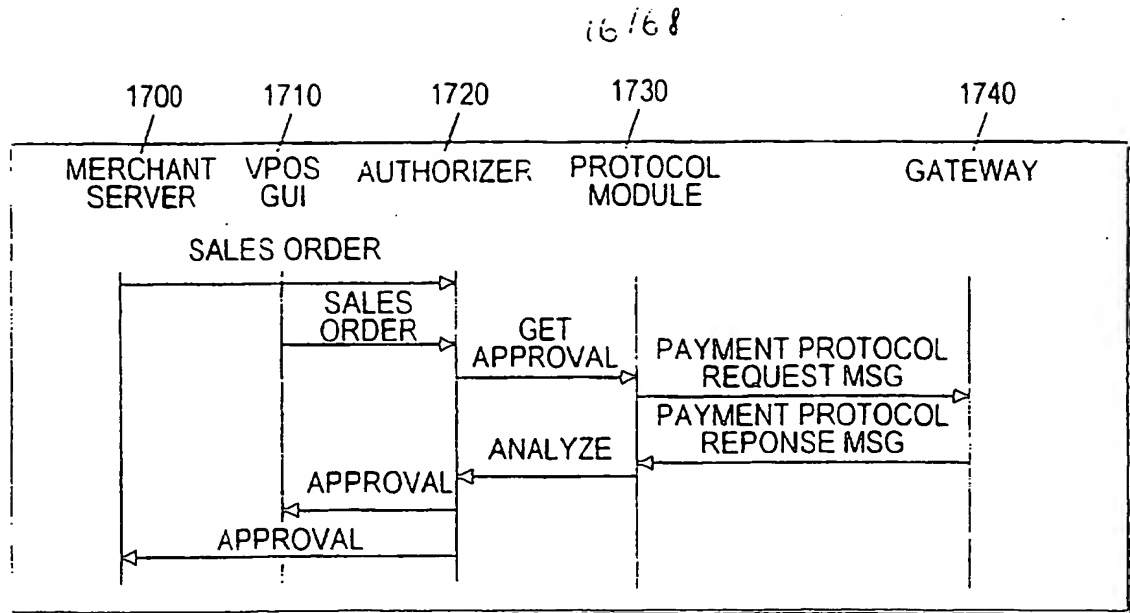 16/68
1700 1710 1720 1730 1740
MERCHANT SERVER
VPOS GUI
AUTHORIZER
PROTOCOL MODULE
GATEWAY
SALES ORDER
SALES
ORDER
GET
APPROVAL
PAYMENT PROTOCOL
REQUEST MSG
PAYMENT PROTOCOL
REPONSE MSG
ANALYZE
APPROVAL
APPROVAL